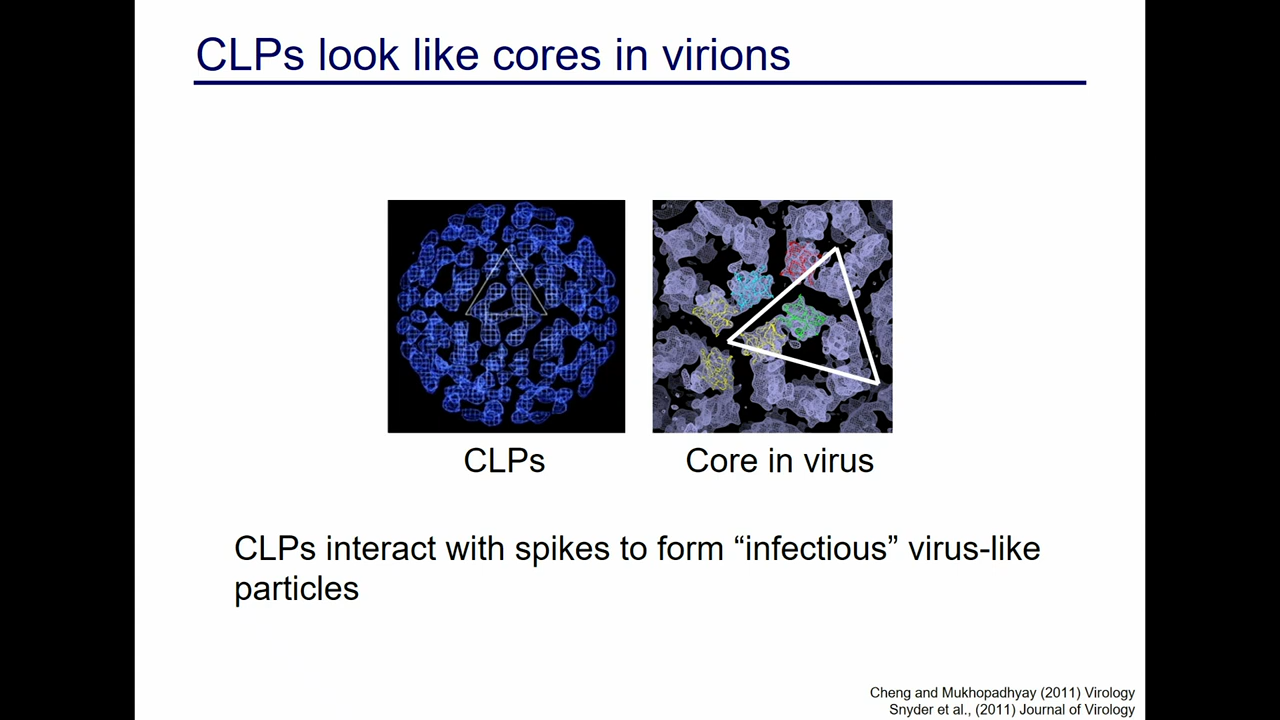 CLPs look like cores in virions
CLPs
Core in virus
CLPs interact with spikes to form “infectious” virus-like
particles
Cheng and Mukhopadhyay (2011) Virology
Snyder et al., (2011) Journal of Virology